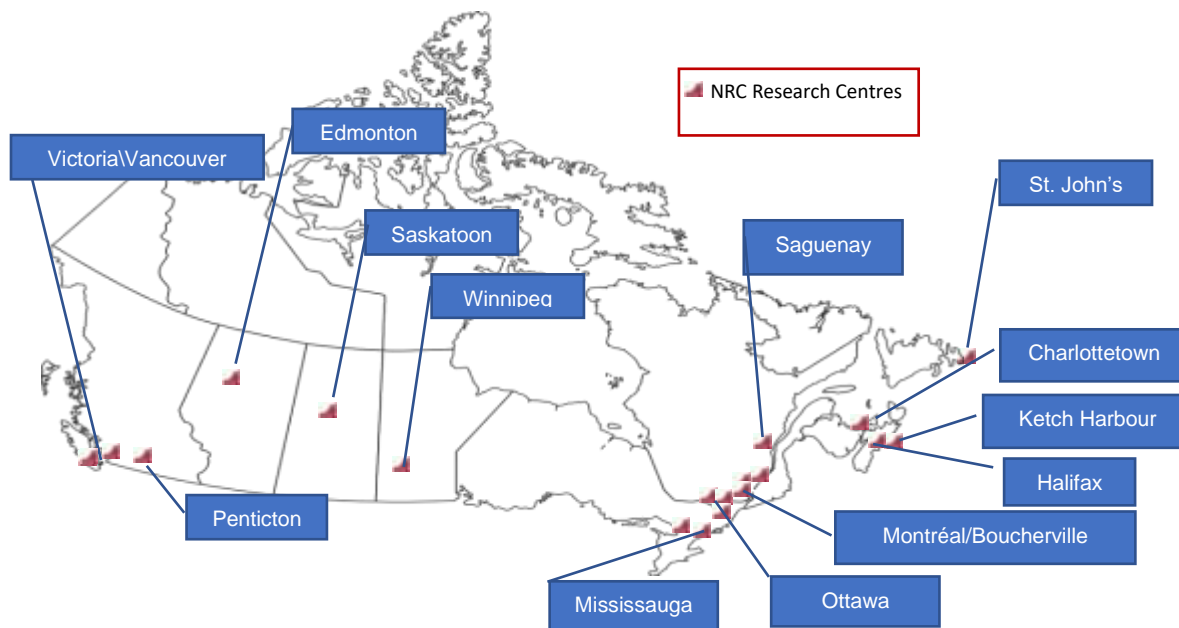 NRC Research Centres
Edmonton
Victoria\Vancouver
St. John's
Saskatoon
Saguenay
Winnipeg
Charlottetown
Ketch Harbour
Halifax
Penticton
Montréal/Boucherville
Mississauga
Ottawa